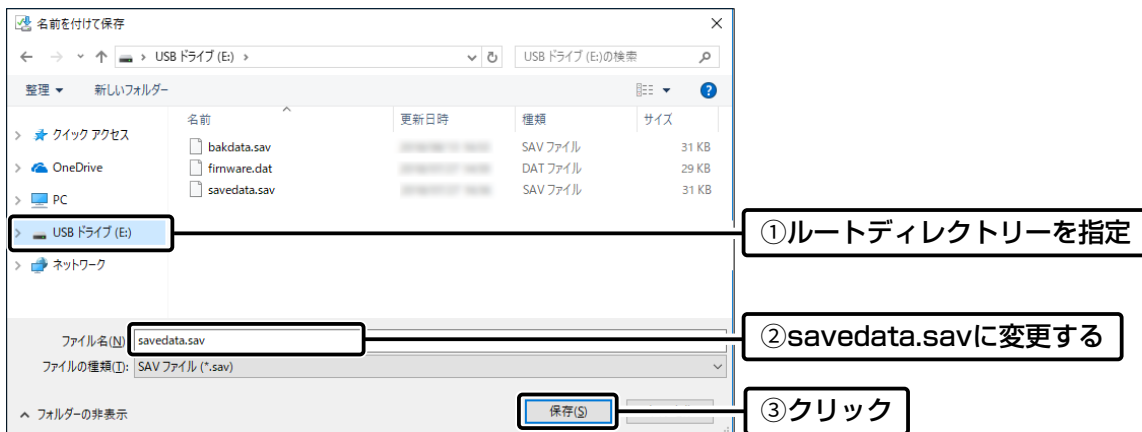 名前を付けて保存
USB ドライブ (E:)
USB ドライブ (E:)の検索
整理
新しいフォルダー
名前 更新日時 種類 サイズ
クイック アクセス
OneDrive
PC
USB ドライブ (E:)
ネットワーク
bakdata.sav SAV ファイル 31 KB
firnware.dat DAT ファイル 29 KB
savedata.sav SAV ファイル 31 KB
①ルートディレクトリーを指定
ファイル名(N) savedata.sav
②savedata.savに変更する
ファイルの種類(T): SAV ファイル (*.sav)
フォルダーの非表示
保存(S)
③クリック